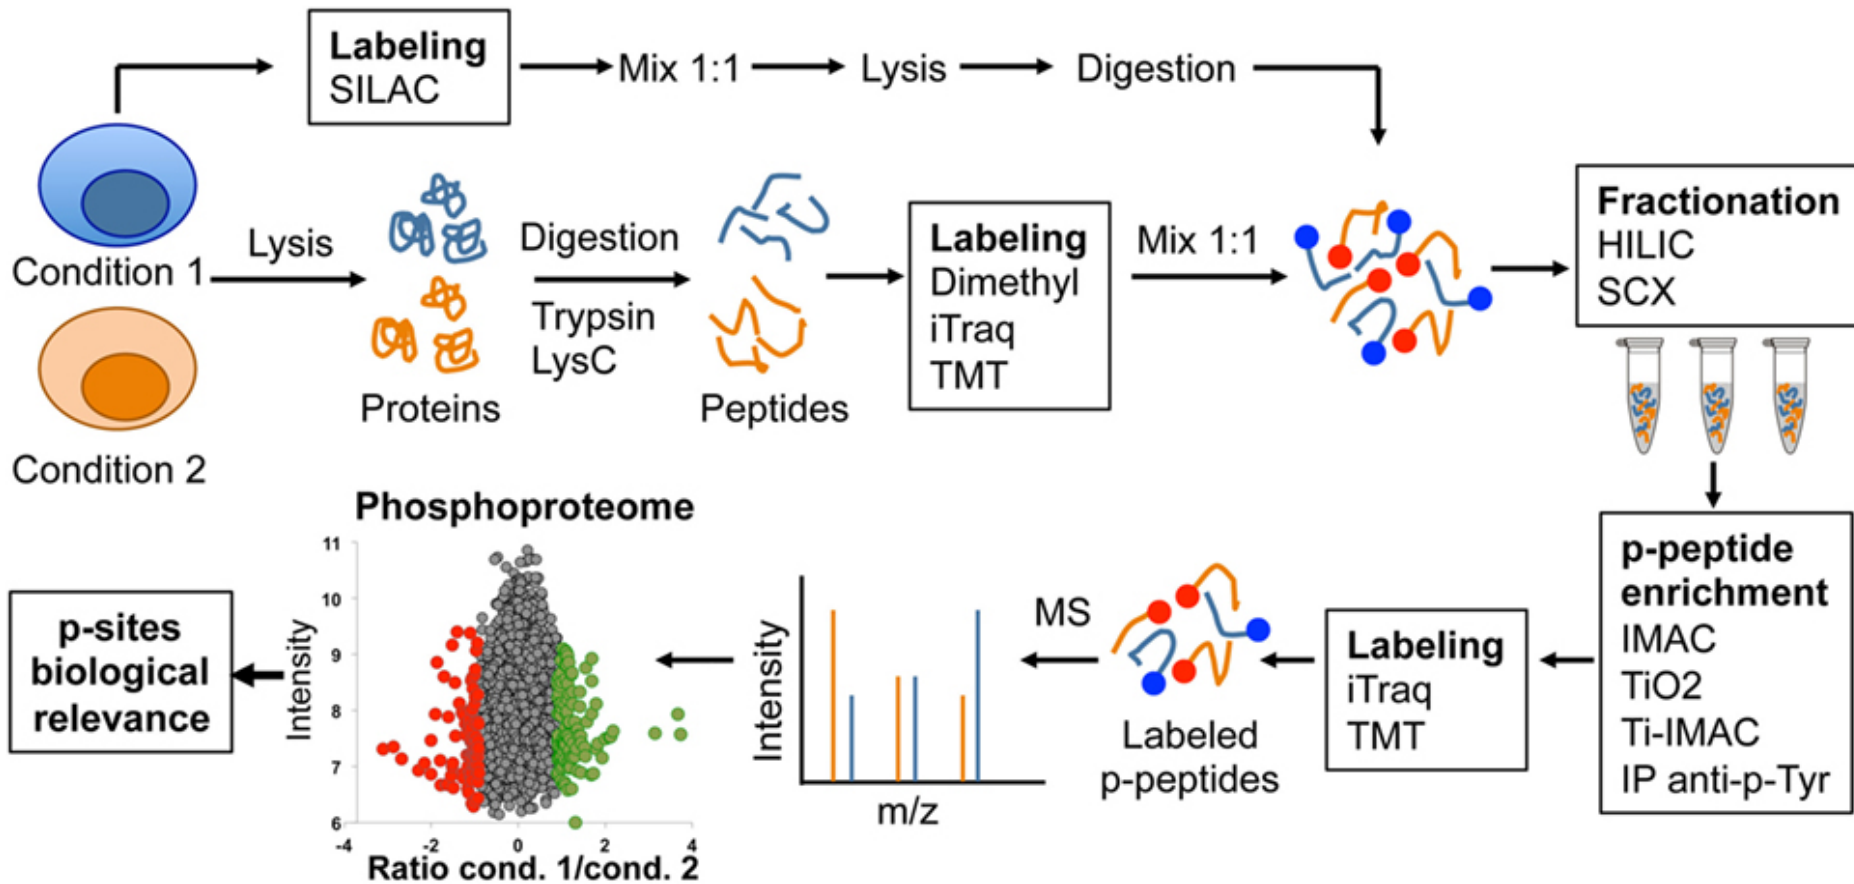 Labeling
SILAC
Mix 1:1
Lysis
Digestion
Condition 1
Condition 2
Lysis
Proteins
Digestion
Trypsin
LysC
Peptides
Labeling
Dimethyl
iTraq
TMT
Mix 1:1
Fractionation
HILIC
SCX
p-peptide
enrichment
IMAC
TiO2
Ti-IMAC
IP anti-p-Tyr
Labeling
iTraq
TMT
Labeled
p-peptides
MS
Intensity
m/z
Phosphoproteome
Intensity
11
10
9
8
7
6
-4
-2
0
2
4
Ratio cond. 1/cond. 2
p-sites
biological
relevance